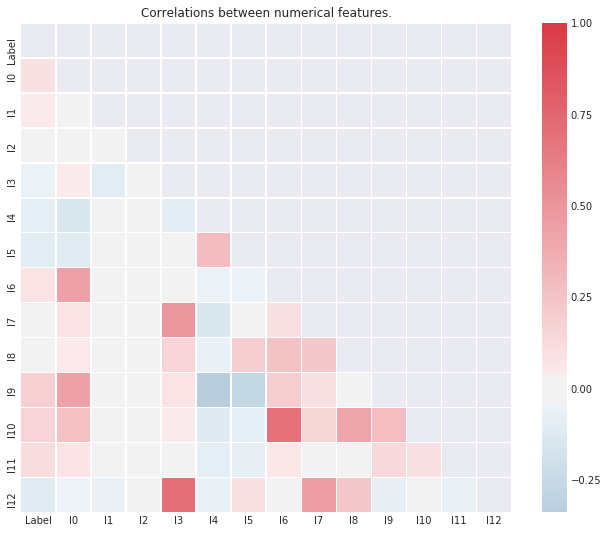 Correlations between numerical features.
Label
I0
I1
I2
I3
I4
I5
I6
I7
I8
I9
I10
I11
I12
Label I0 I1 I2 I3 I4 I5 I6 I7 I8 I9 I10 I11 I12
1.00
0.75
0.50
0.25
0.00
−0.25